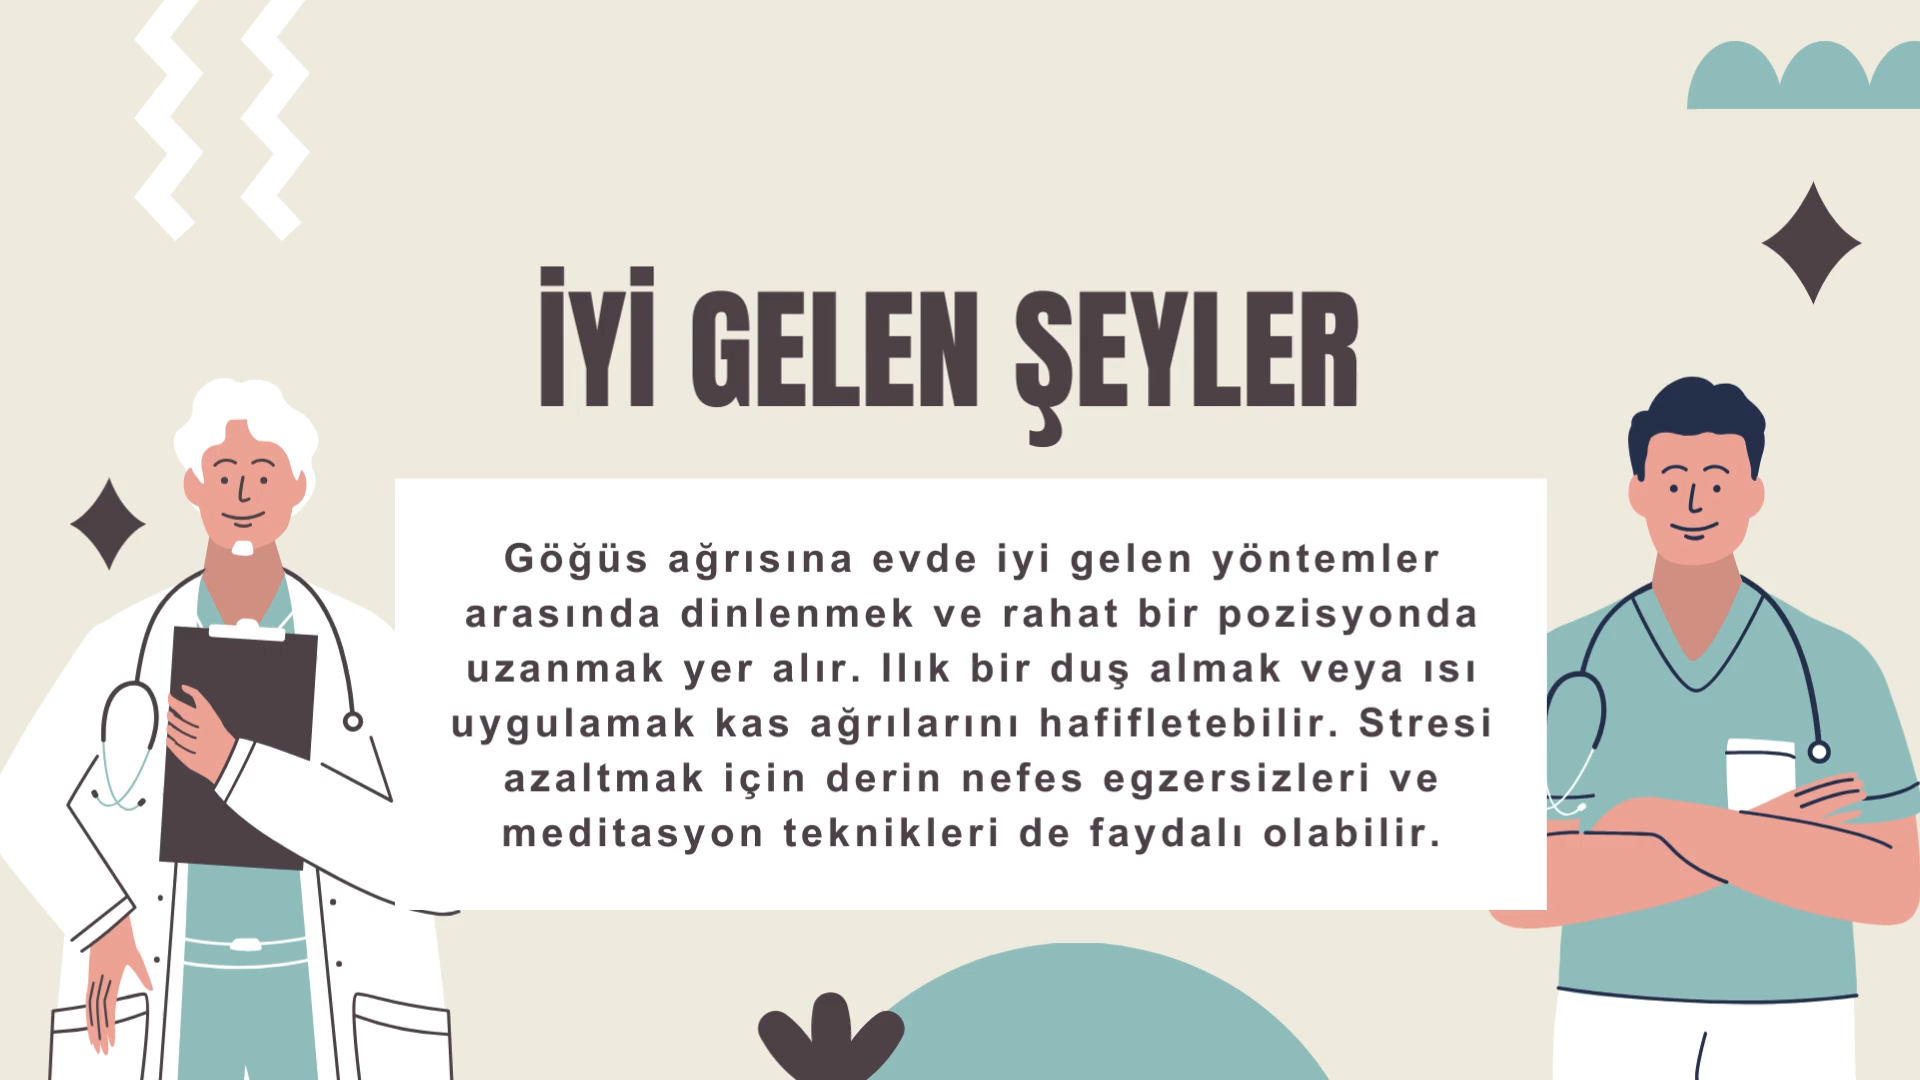 İYİ GELEN ŞEYLER
Göğüs ağrısına evde iyi gelen yöntemler
arasında dinlenmek ve rahat bir pozisyonda
uzanmak yer alır. Ilık bir duş almak veya ısı
uygulamak kas ağrılarını hafifletebilir. Stresi
azaltmak için derin nefes egzersizleri ve
meditasyon teknikleri de faydalı olabilir.